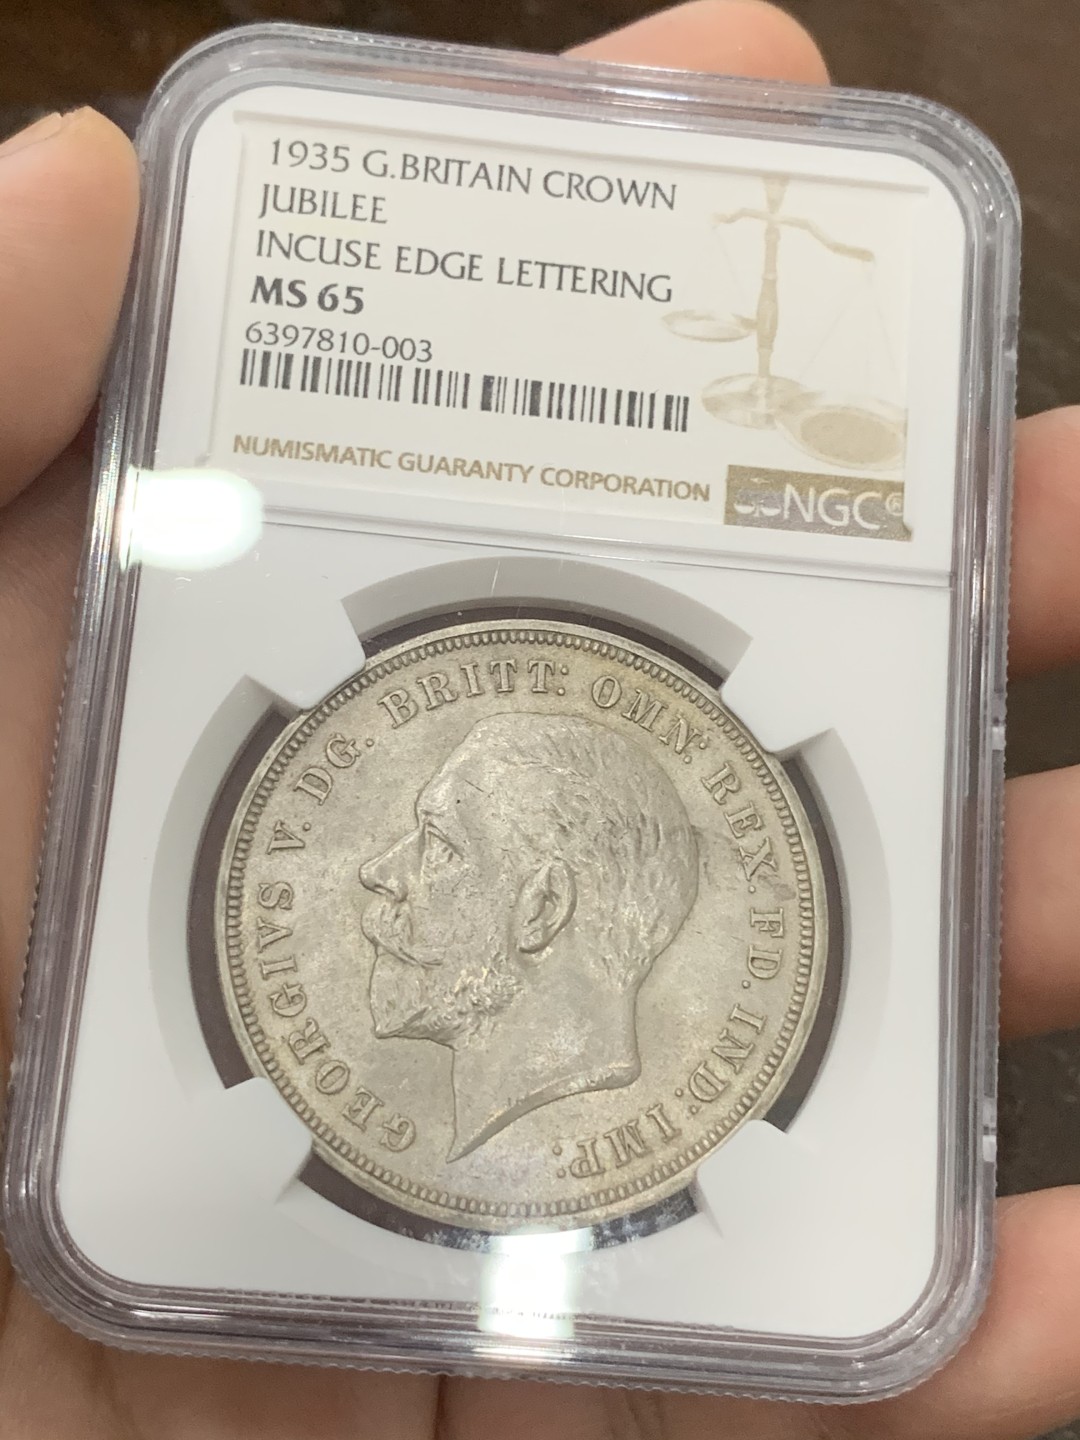 1935 G.BRITAIN CROWN
JUBILEE
INCUSE EDGE LETTERING
MS 65
6397810-003
NUMISMATIC GUARANTY CORPORATION
NGC®
GEORGIVS V. DG. BRITT: OMN: REX. FD. IND: IMP: